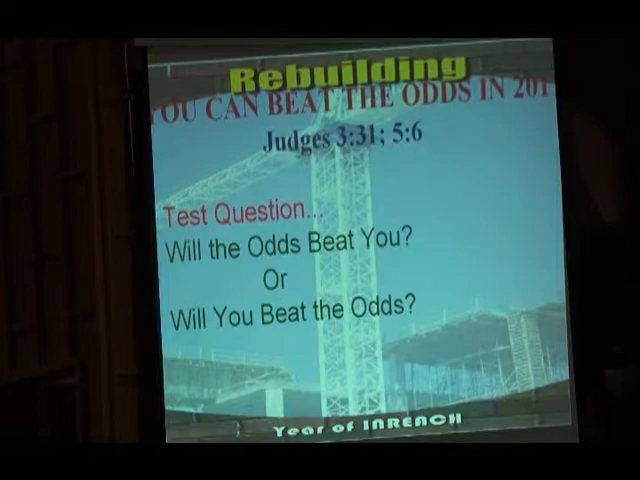 Rebuilding
YOU CAN BEAT THE ODDS IN 201
Judges 3:31; 5:6
Test Question...
Will the Odds Beat You?
Or
Will You Beat the Odds?
Year of INREACH